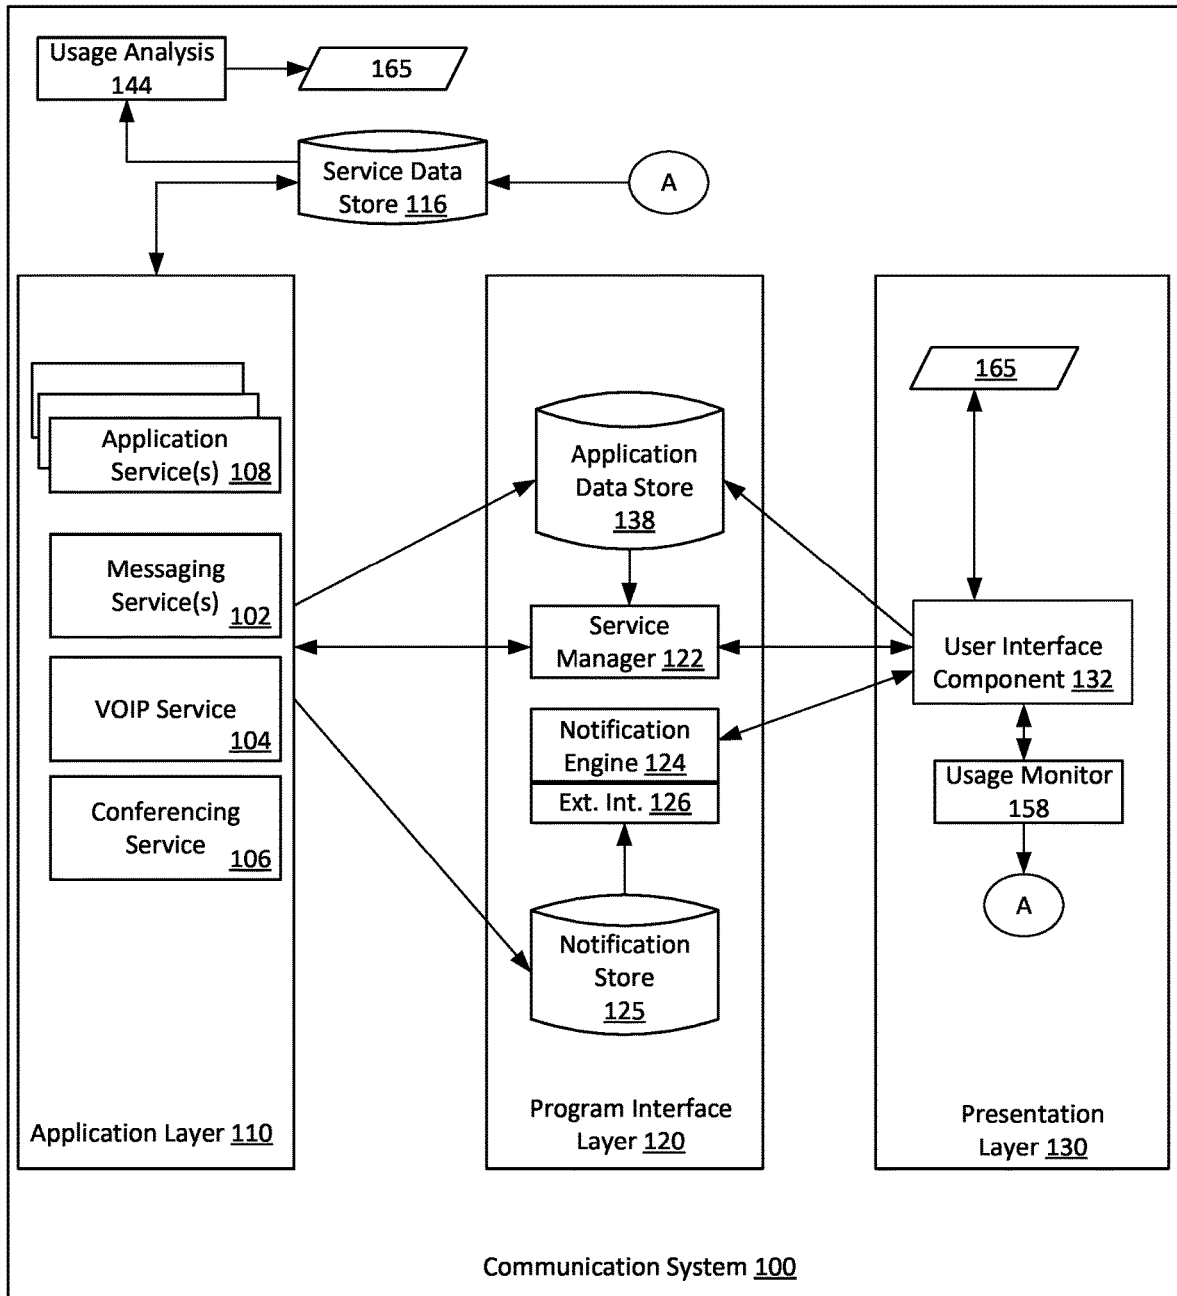 Usage Analysis
144
165
Service Data
Store 116
A
Application
Service(s) 108
Messaging
Service(s)
102
VOIP Service
104
Conferencing
Service
106
Application Layer 110
Application
Data Store
138
Service
Manager 122
Notification
Engine 124
Ext. Int. 126
Notification
Store
125
Program Interface
Layer 120
165
User Interface
Component 132
Usage Monitor
158
A
Presentation
Layer 130
Communication System 100